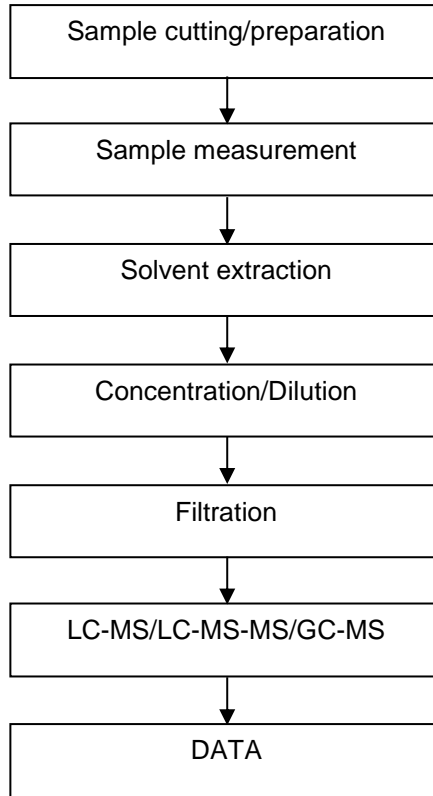 Sample cutting/preparation
Sample measurement
Solvent extraction
Concentration/Dilution
Filtration
LC-MS/LC-MS-MS/GC-MS
DATA